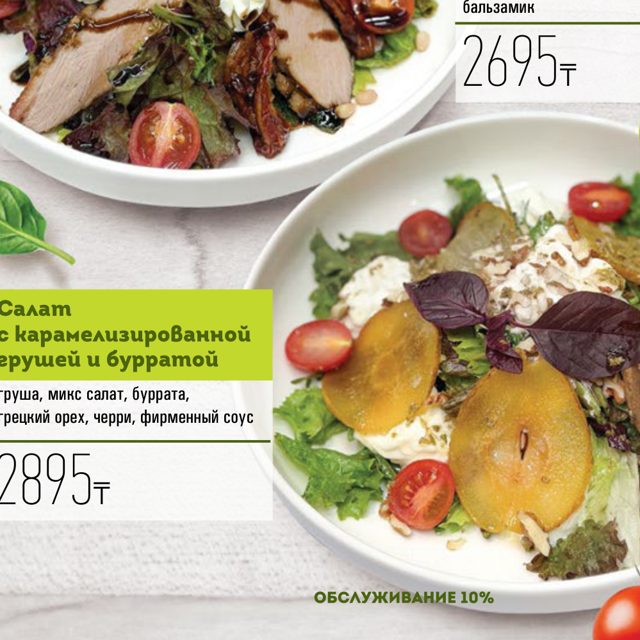 бальзамик
2695₸
Салат
с карамелизированной
грушей и бурратой
груша, микс салат, буррата,
грецкий орех, черри, фирменный соус
2895₸
ОБСЛУЖИВАНИЕ 10%